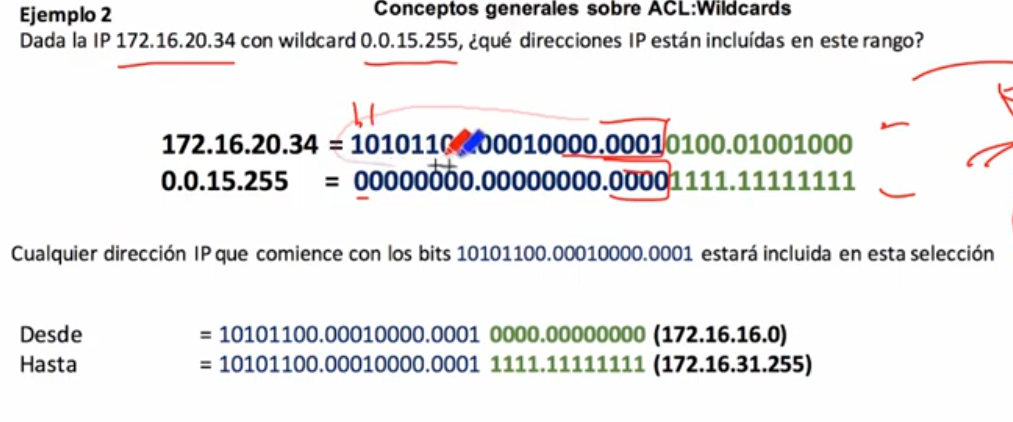 Conceptos generales sobre ACL:Wildcards
Ejemplo 2
Dada la IP 172.16.20.34 con wildcard 0.0.15.255, ¿qué direcciones IP están incluídas en este rango?
172.16.20.34 = 1010110 00010000.00010100.01001000
0.0.15.255 = 00000000.00000000.00001111.11111111
Cualquier dirección IP que comience con los bits 10101100.00010000.0001 estará incluida en esta selección
Desde = 10101100.00010000.0001 0000.00000000 (172.16.16.0)
Hasta = 10101100.00010000.0001 1111.11111111 (172.16.31.255)